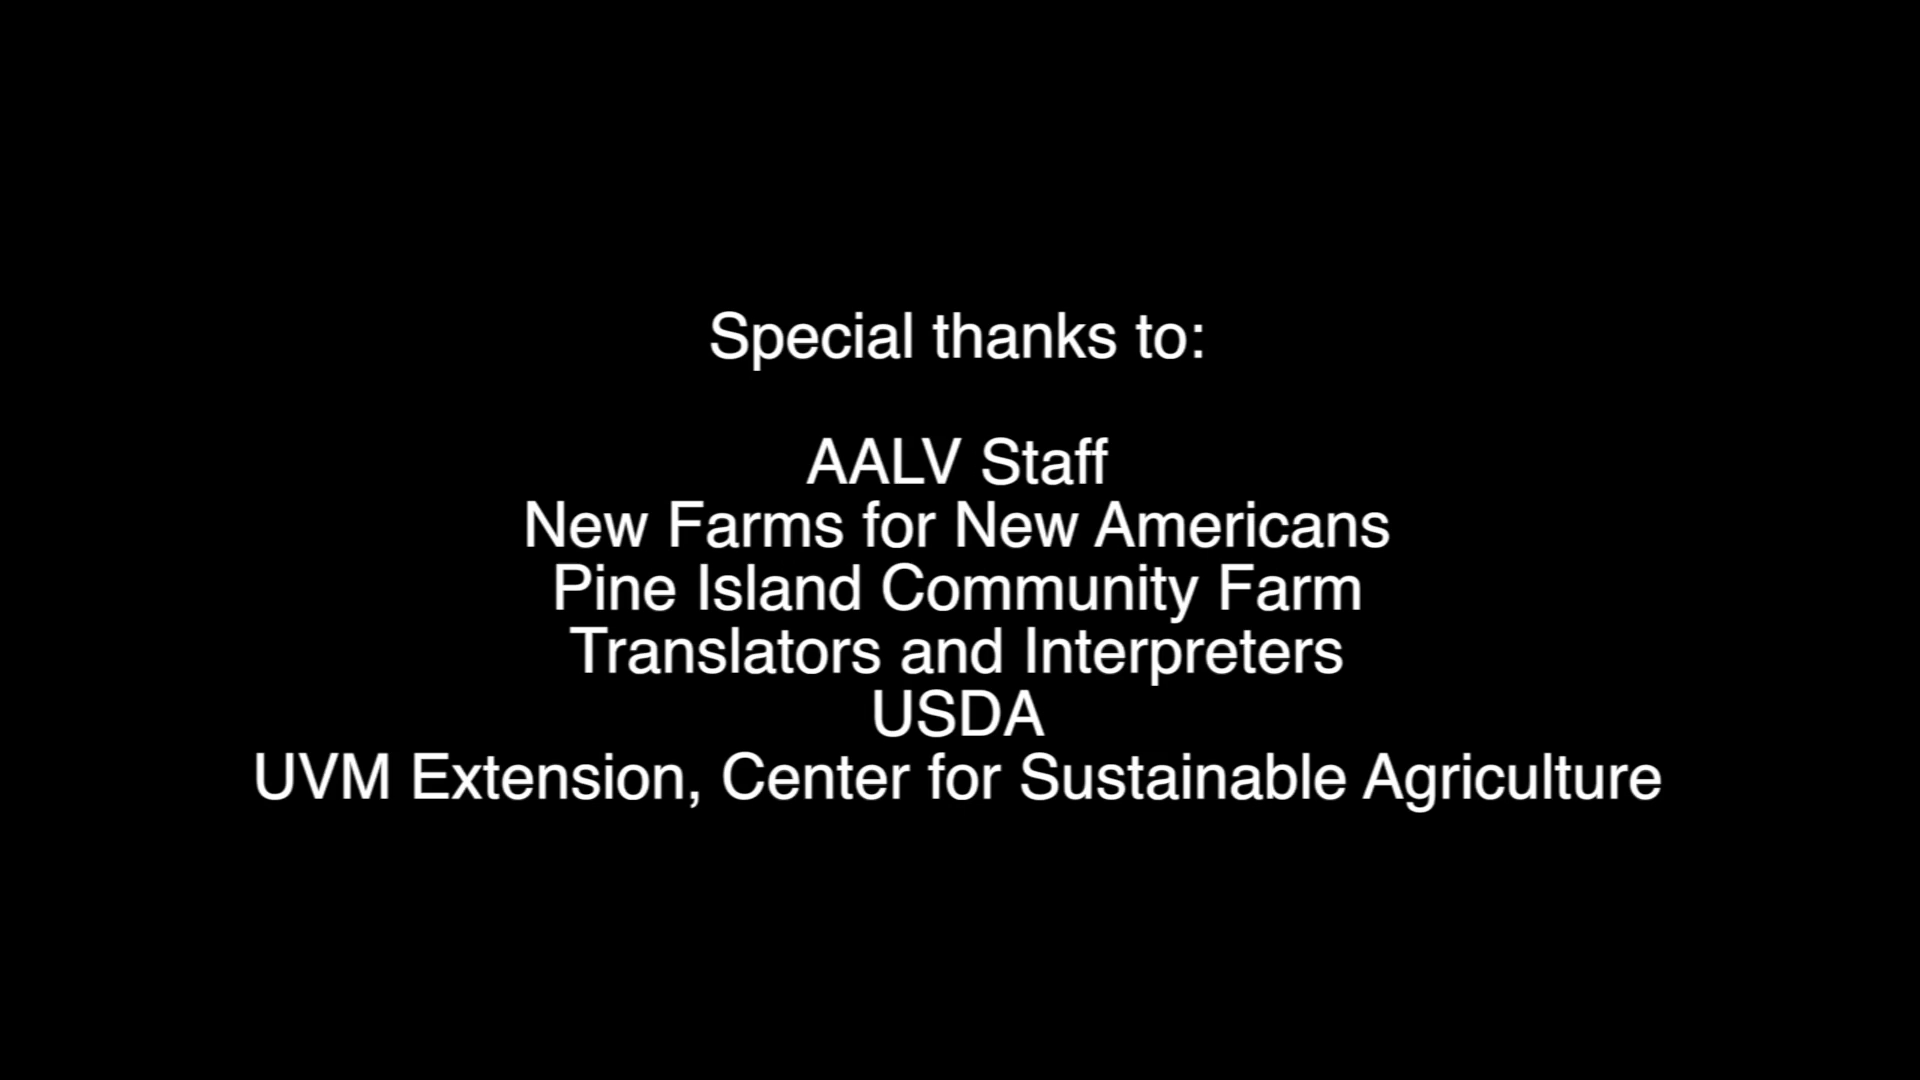 Special thanks to:
AALV Staff
New Farms for New Americans
Pine Island Community Farm
Translators and Interpreters
USDA
UVM Extension, Center for Sustainable Agriculture